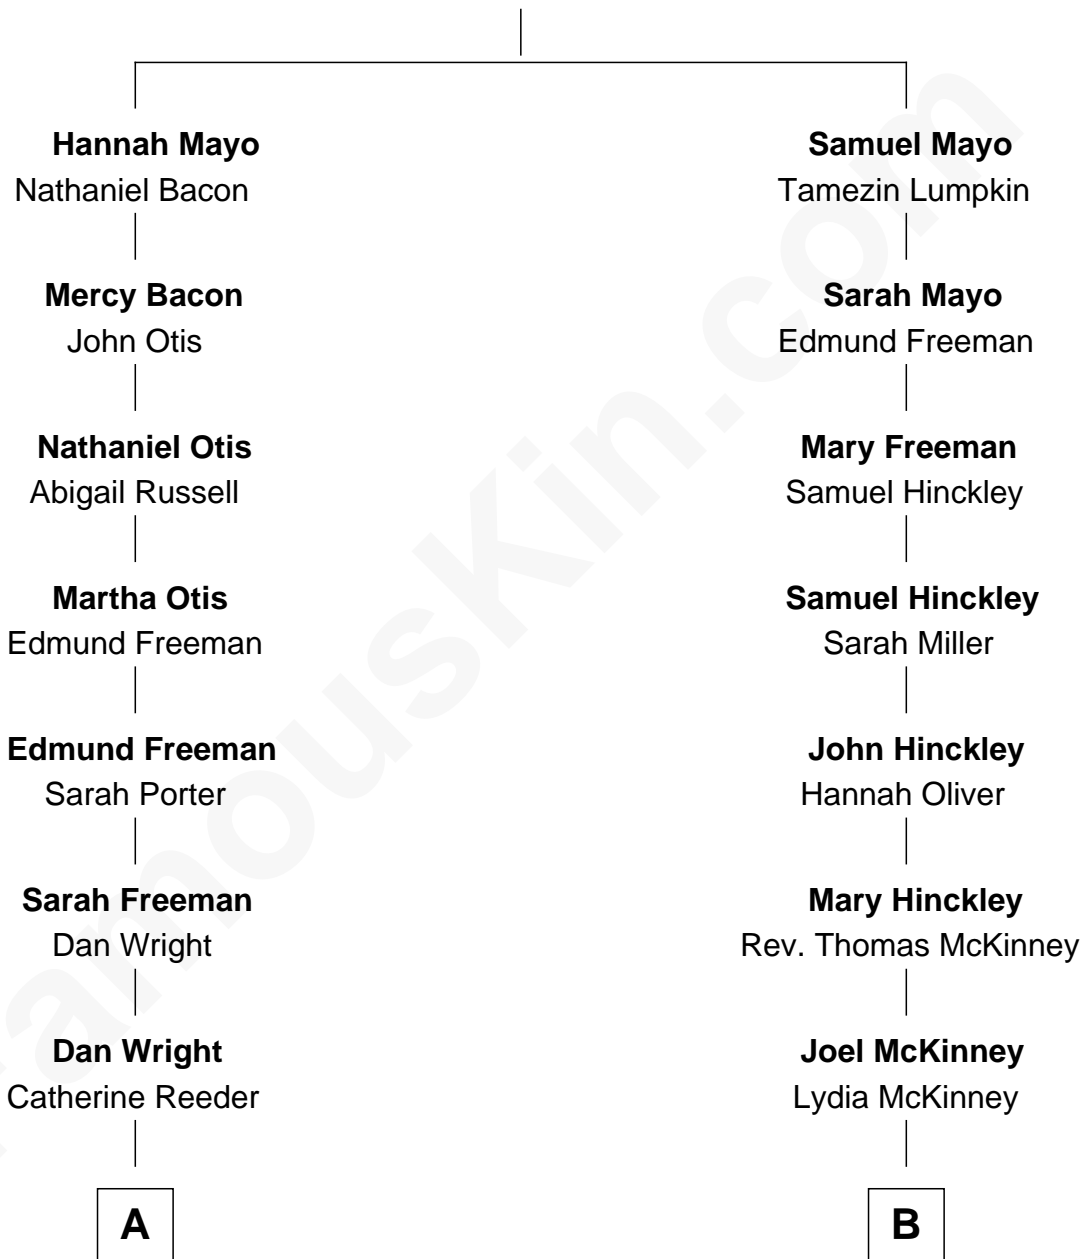 Hannah Mayo
Nathaniel Bacon
Mercy Bacon
John Otis
Nathaniel Otis
Abigail Russell
Martha Otis
Edmund Freeman
Edmund Freeman
Sarah Porter
Sarah Freeman
Dan Wright
Dan Wright
Catherine Reeder
A
Samuel Mayo
Tamezin Lumpkin
Sarah Mayo
Edmund Freeman
Mary Freeman
Samuel Hinckley
Samuel Hinckley
Sarah Miller
John Hinckley
Hannah Oliver
Mary Hinckley
Rev. Thomas McKinney
Joel McKinney
Lydia McKinney
B
FamousKin.com